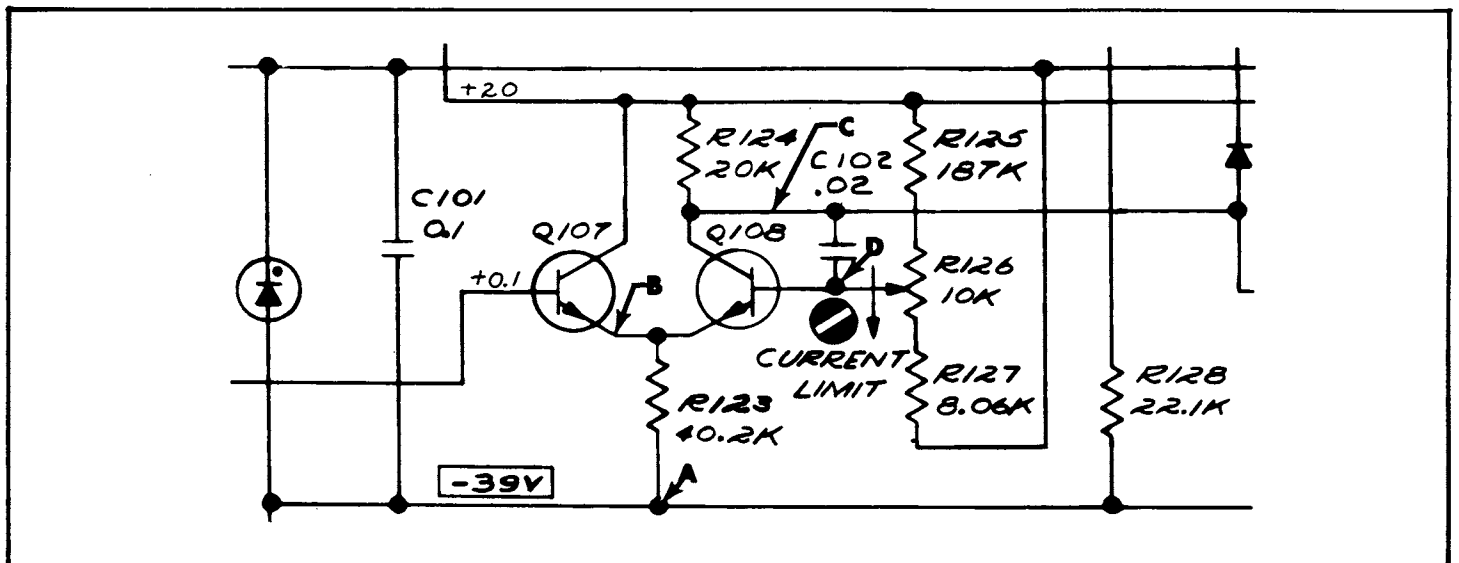 +20
R124
20K
C
C102
.02
R125
187K
C101
0.1
Q107
Q108
D
R126
10K
+0.1
B
CURRENT
LIMIT
R123
40.2K
R127
8.06K
R128
22.1K
-39V
A